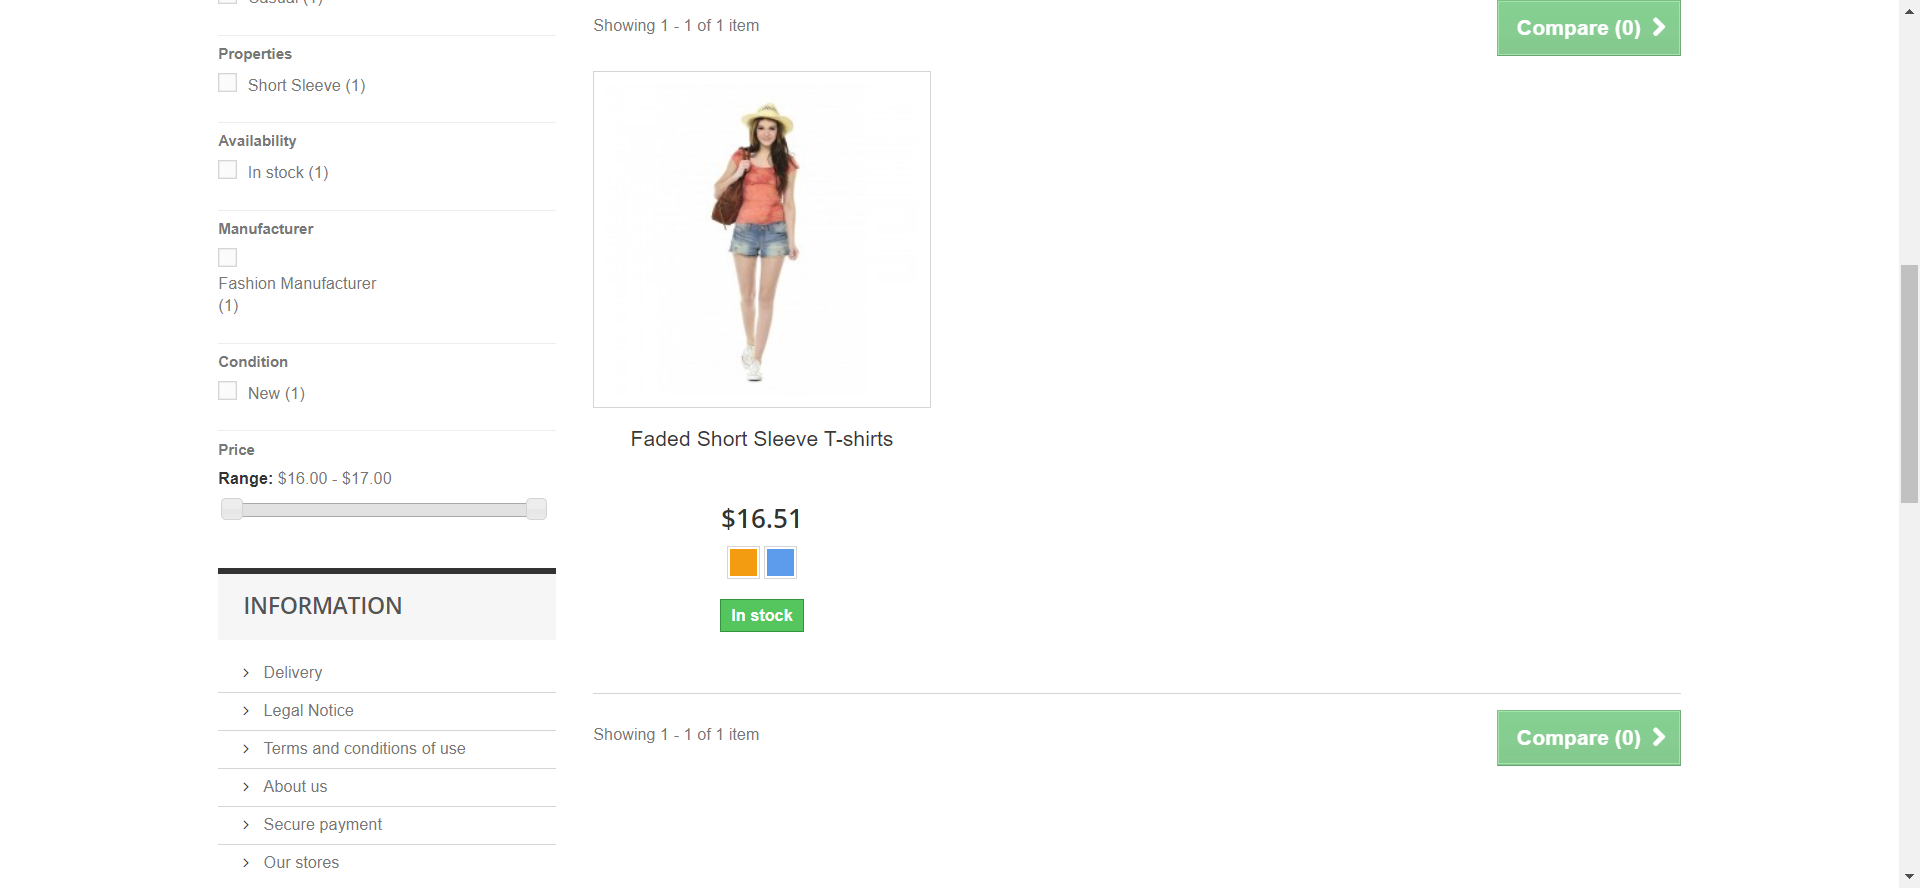 Casual (1)
Properties
Short Sleeve (1)
Availability
In stock (1)
Manufacturer
Fashion Manufacturer
(1)
Condition
New (1)
Price
Range: $16.00 - $17.00
INFORMATION
Delivery
Legal Notice
Terms and conditions of use
About us
Secure payment
Our stores
Showing 1 - 1 of 1 item
Compare (0)
Faded Short Sleeve T-shirts
$16.51
In stock
Showing 1 - 1 of 1 item
Compare (0)